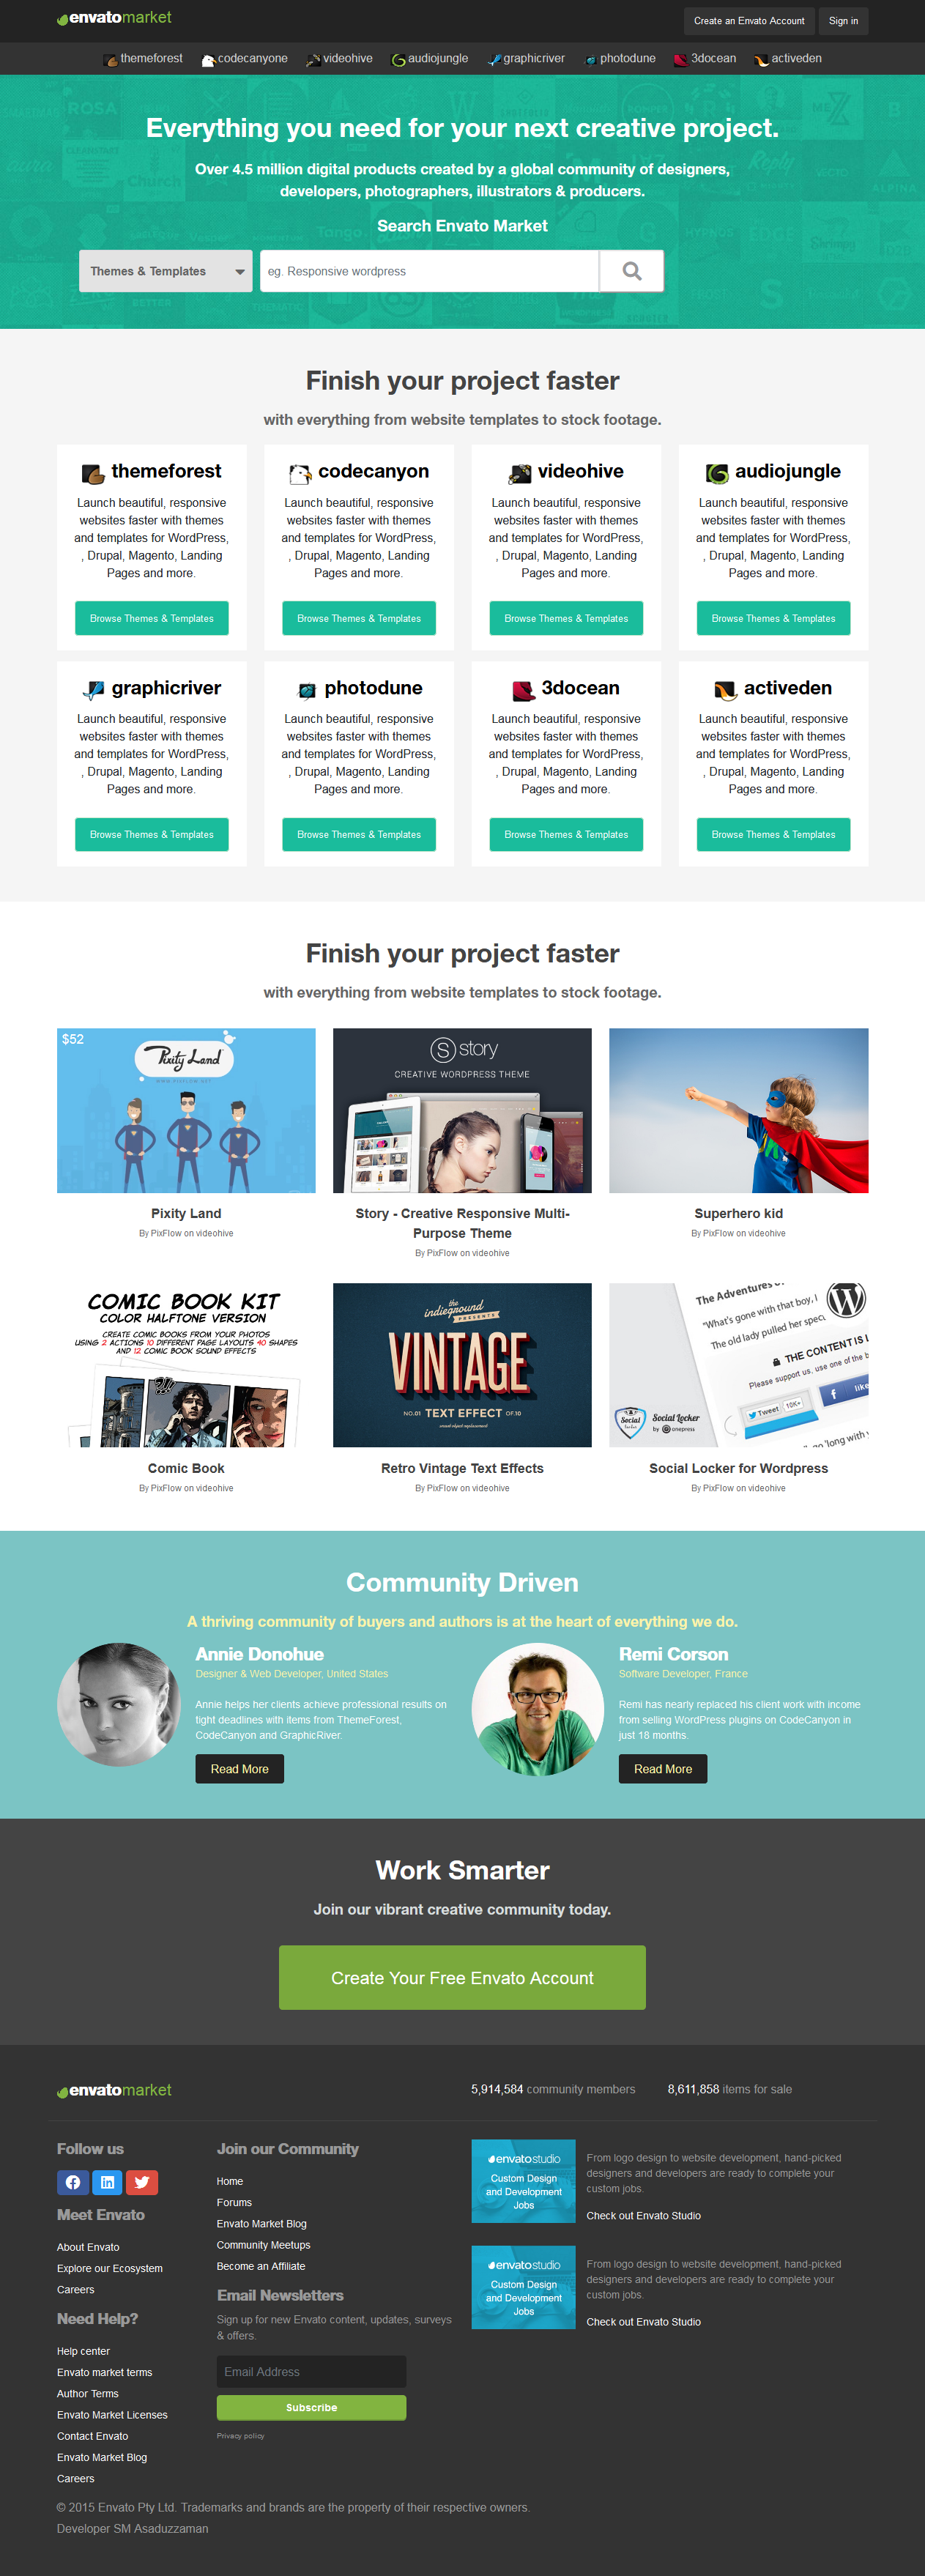 envatomarket
Create an Envato Account
Sign in
themeforest
codecanyone
videohive
audiojungle
graphicriver
photodune
3docean
activeden
Everything you need for your next creative project.
Over 4.5 million digital products created by a global community of designers,
developers, photographers, illustrators & producers.
Search Envato Market
Themes & Templates
eg. Responsive wordpress
Finish your project faster
with everything from website templates to stock footage.
themeforest
Launch beautiful, responsive
websites faster with themes
and templates for WordPress,
, Drupal, Magento, Landing
Pages and more.
Browse Themes & Templates
codecanyon
Launch beautiful, responsive
websites faster with themes
and templates for WordPress,
, Drupal, Magento, Landing
Pages and more.
Browse Themes & Templates
videohive
Launch beautiful, responsive
websites faster with themes
and templates for WordPress,
, Drupal, Magento, Landing
Pages and more.
Browse Themes & Templates
audiojungle
Launch beautiful, responsive
websites faster with themes
and templates for WordPress,
, Drupal, Magento, Landing
Pages and more.
Browse Themes & Templates
graphicriver
Launch beautiful, responsive
websites faster with themes
and templates for WordPress,
, Drupal, Magento, Landing
Pages and more.
Browse Themes & Templates
photodune
Launch beautiful, responsive
websites faster with themes
and templates for WordPress,
, Drupal, Magento, Landing
Pages and more.
Browse Themes & Templates
3docean
Launch beautiful, responsive
websites faster with themes
and templates for WordPress,
, Drupal, Magento, Landing
Pages and more.
Browse Themes & Templates
activeden
Launch beautiful, responsive
websites faster with themes
and templates for WordPress,
, Drupal, Magento, Landing
Pages and more.
Browse Themes & Templates
Finish your project faster
with everything from website templates to stock footage.
$52
Pixity Land
WWW.PIXFLOW.NET
Pixity Land
By PixFlow on videohive
S story
CREATIVE WORDPRESS THEME
Story - Creative Responsive Multi-
Purpose Theme
By PixFlow on videohive
Superhero kid
By PixFlow on videohive
COMIC BOOK KIT
COLOR HALFTONE VERSION
CREATE COMIC BOOKS FROM YOUR PHOTOS
USING 2 ACTIONS 10 DIFFERENT PAGE LAYOUTS 40 SHAPES
AND 12 COMIC BOOK SOUND EFFECTS
?!!
Comic Book
By PixFlow on videohive
the
indieground
PRESENTS
VINTAGE
NO.01 TEXT EFFECT OF.10
Retro Vintage Text Effects
By PixFlow on videohive
The Adventures
"What's gone with that boy, I
The old lady pulled her
THE CONTENT IS L
Please support us, use one of the b
Tweet 10K+
like
Social Locker
by onepress
Social Locker for Wordpress
By PixFlow on videohive
Community Driven
A thriving community of buyers and authors is at the heart of everything we do.
Annie Donohue
Designer & Web Developer, United States
Annie helps her clients achieve professional results on
tight deadlines with items from ThemeForest,
CodeCanyon and GraphicRiver.
Read More
Remi Corson
Software Developer, France
Remi has nearly replaced his client work with income
from selling WordPress plugins on CodeCanyon in
just 18 months.
Read More
Work Smarter
Join our vibrant creative community today.
Create Your Free Envato Account
envatomarket
5,914,584 community members
8,611,858 items for sale
Follow us
Meet Envato
About Envato
Explore our Ecosystem
Careers
Need Help?
Help center
Envato market terms
Author Terms
Envato Market Licenses
Contact Envato
Envato Market Blog
Careers
Join our Community
Home
Forums
Envato Market Blog
Community Meetups
Become an Affiliate
Email Newsletters
Sign up for new Envato content, updates, surveys
& offers.
Email Address
Subscribe
Privacy policy
envatostudio
Custom Design
and Development
Jobs
From logo design to website development, hand-picked
designers and developers are ready to complete your
custom jobs.
Check out Envato Studio
envatostudio
Custom Design
and Development
Jobs
From logo design to website development, hand-picked
designers and developers are ready to complete your
custom jobs.
Check out Envato Studio
© 2015 Envato Pty Ltd. Trademarks and brands are the property of their respective owners.
Developer SM Asaduzzaman